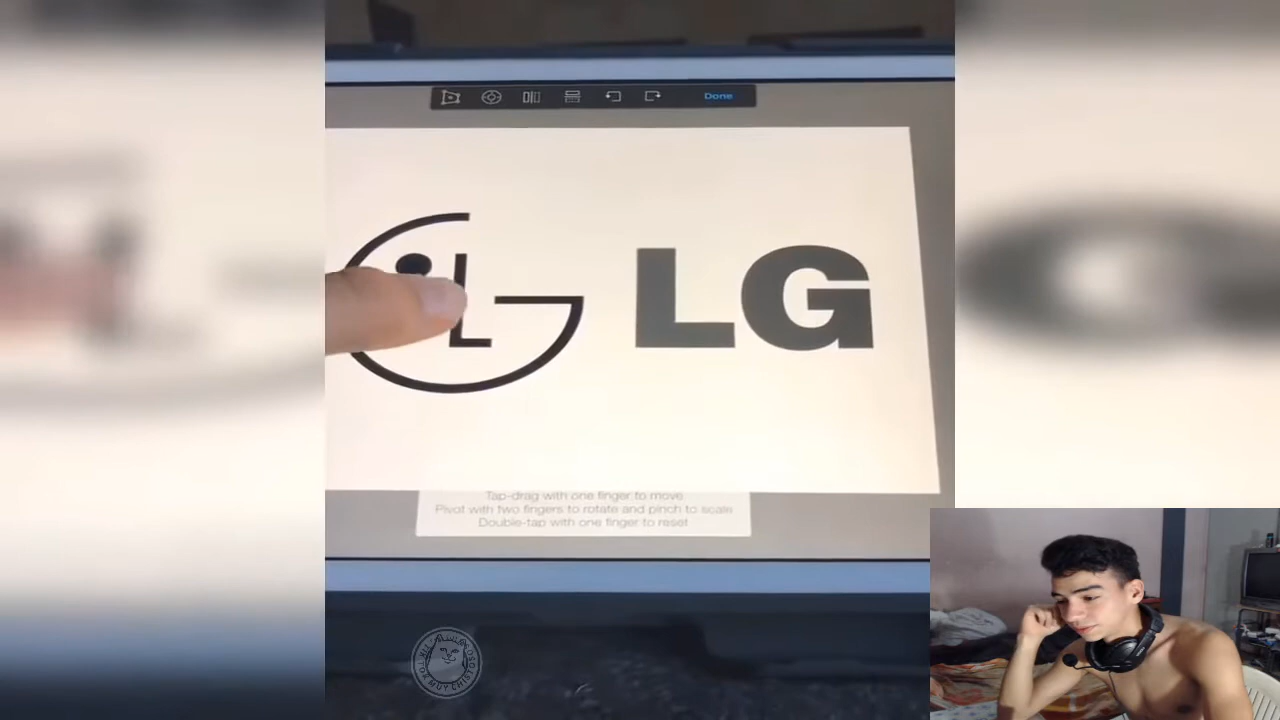 Done
LG
LG
Tap-drag with one finger to move
Pivot with two fingers to rotate and pinch to scale
Double-tap with one finger to reset